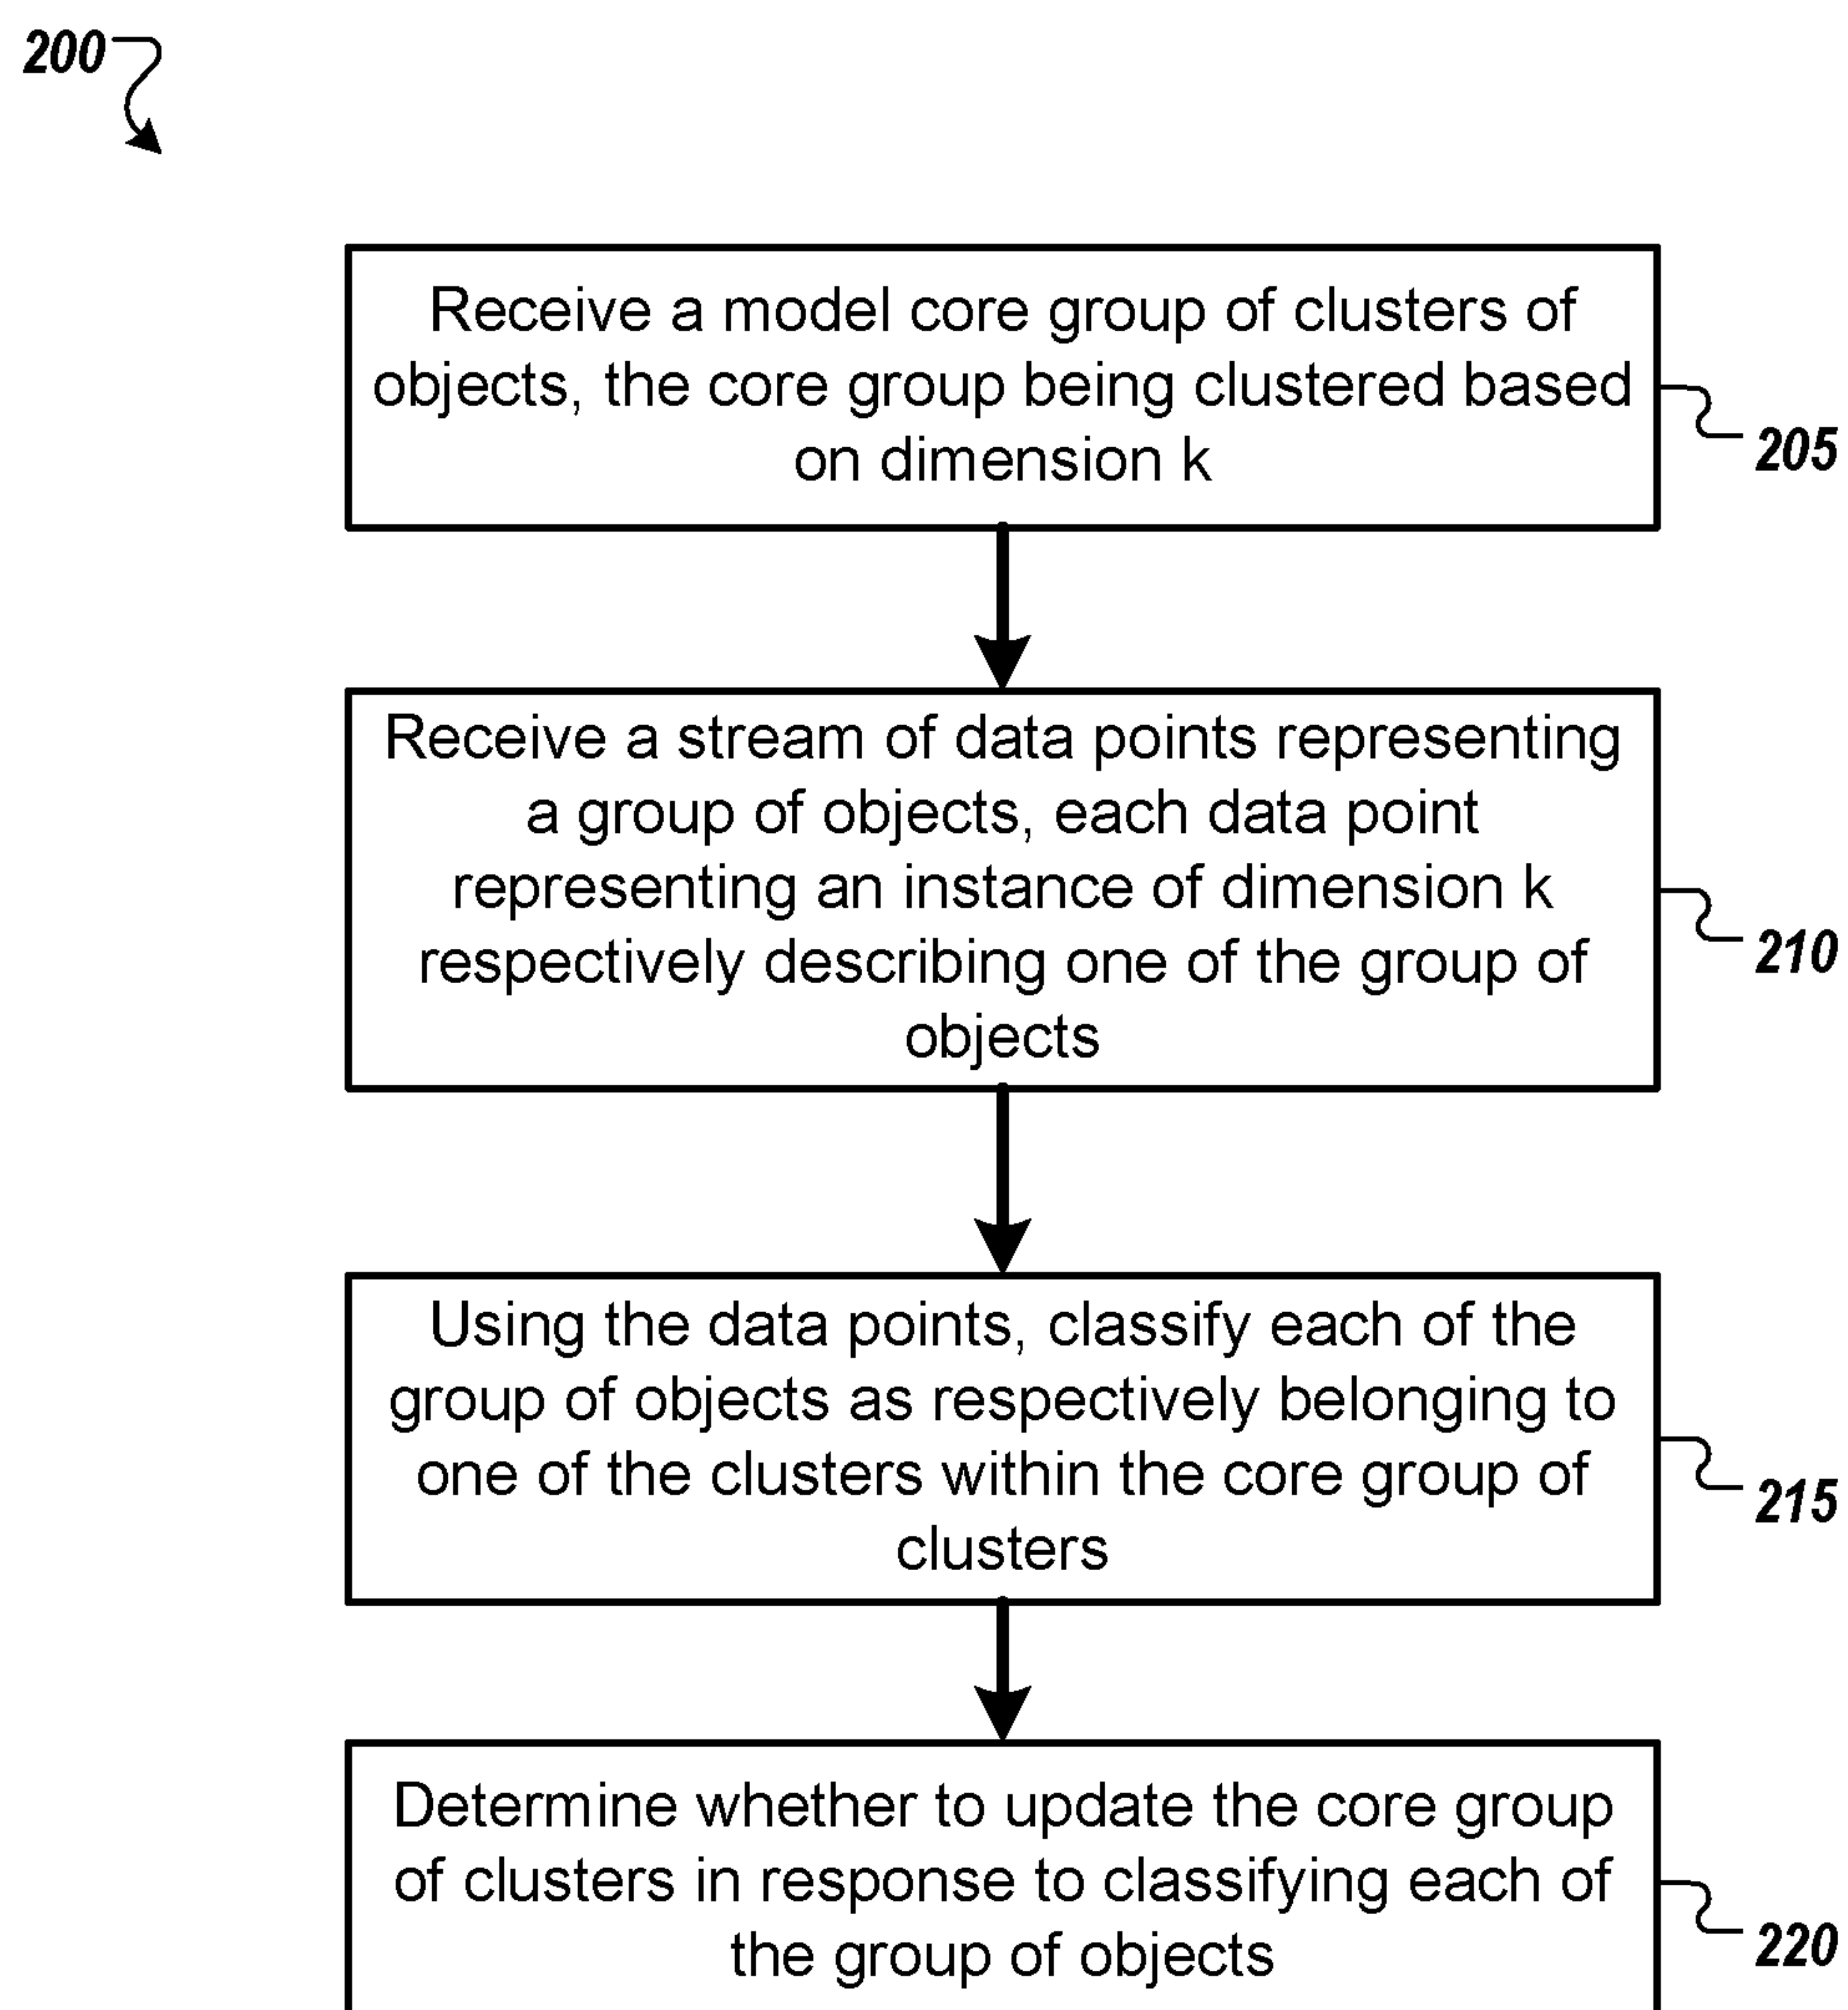 200
Receive a model core group of clusters of
objects, the core group being clustered based
on dimension k
205
Receive a stream of data points representing
a group of objects, each data point
representing an instance of dimension k
respectively describing one of the group of
objects
210
Using the data points, classify each of the
group of objects as respectively belonging to
one of the clusters within the core group of
clusters
215
Determine whether to update the core group
of clusters in response to classifying each of
the group of objects
220